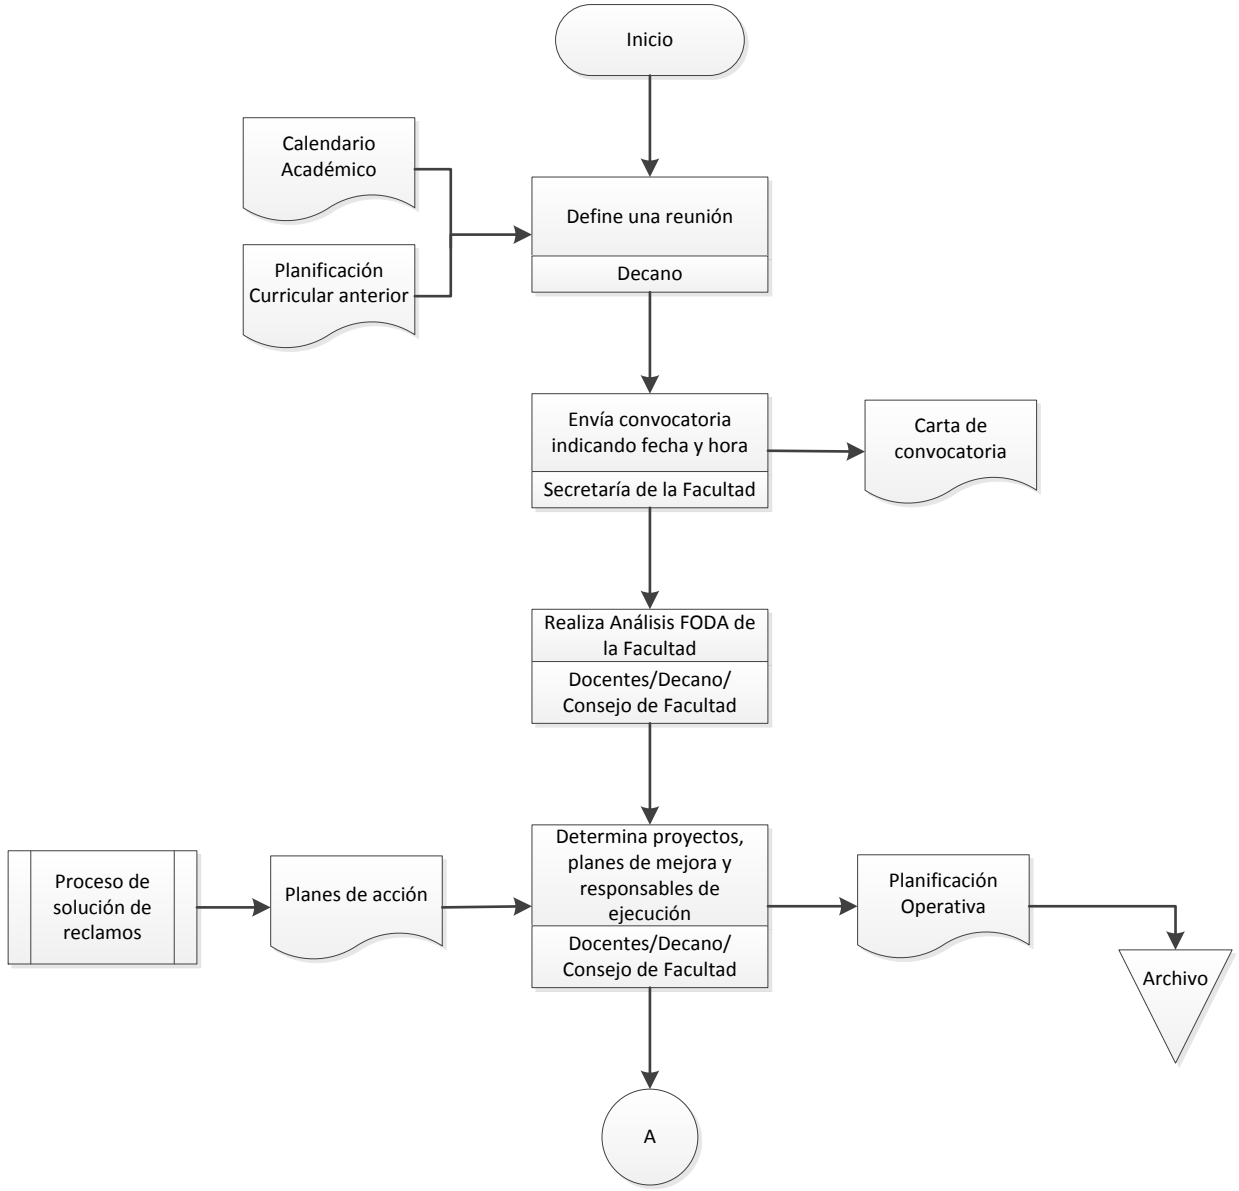 Inicio
Calendario
Académico
Define una reunión
Decano
Planificación
Curricular anterior
Envía convocatoria
indicando fecha y hora
Secretaría de la Facultad
Carta de
convocatoria
Realiza Análisis FODA de
la Facultad
Docentes/Decano/
Consejo de Facultad
Proceso de
solución de
reclamos
Planes de acción
Determina proyectos,
planes de mejora y
responsables de
ejecución
Docentes/Decano/
Consejo de Facultad
Planificación
Operativa
Archivo
A